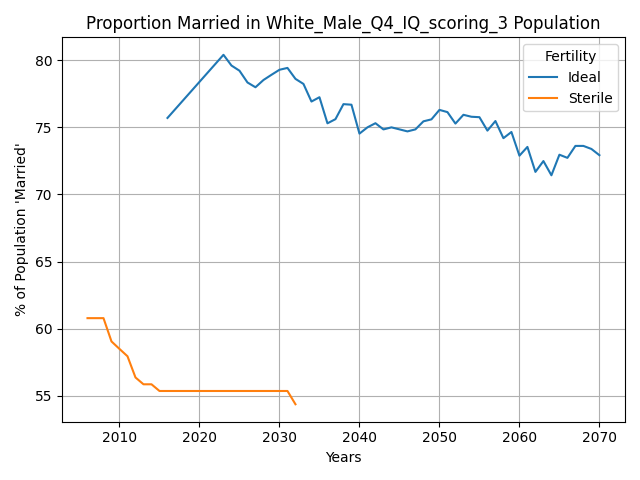 Proportion Married in White_Male_Q4_IQ_scoring_3 Population
Fertility
Ideal
Sterile
% of Population 'Married'
80
75
70
65
60
55
2010
2020
2030
2040
2050
2060
2070
Years